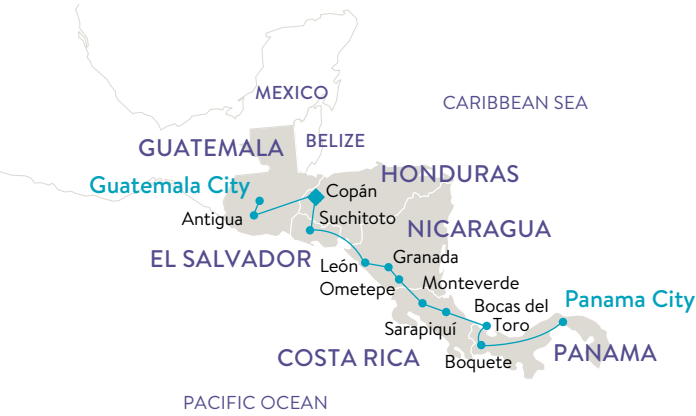 MEXICO
CARIBBEAN SEA
BELIZE
GUATEMALA
HONDURAS
Guatemala City
Copán
Antigua
Suchitoto
NICARAGUA
EL SALVADOR
León
Granada
Ometepe
Monteverde
Bocas del
Toro
Panama City
Sarapiquí
COSTA RICA
Boquete
PANAMA
PACIFIC OCEAN